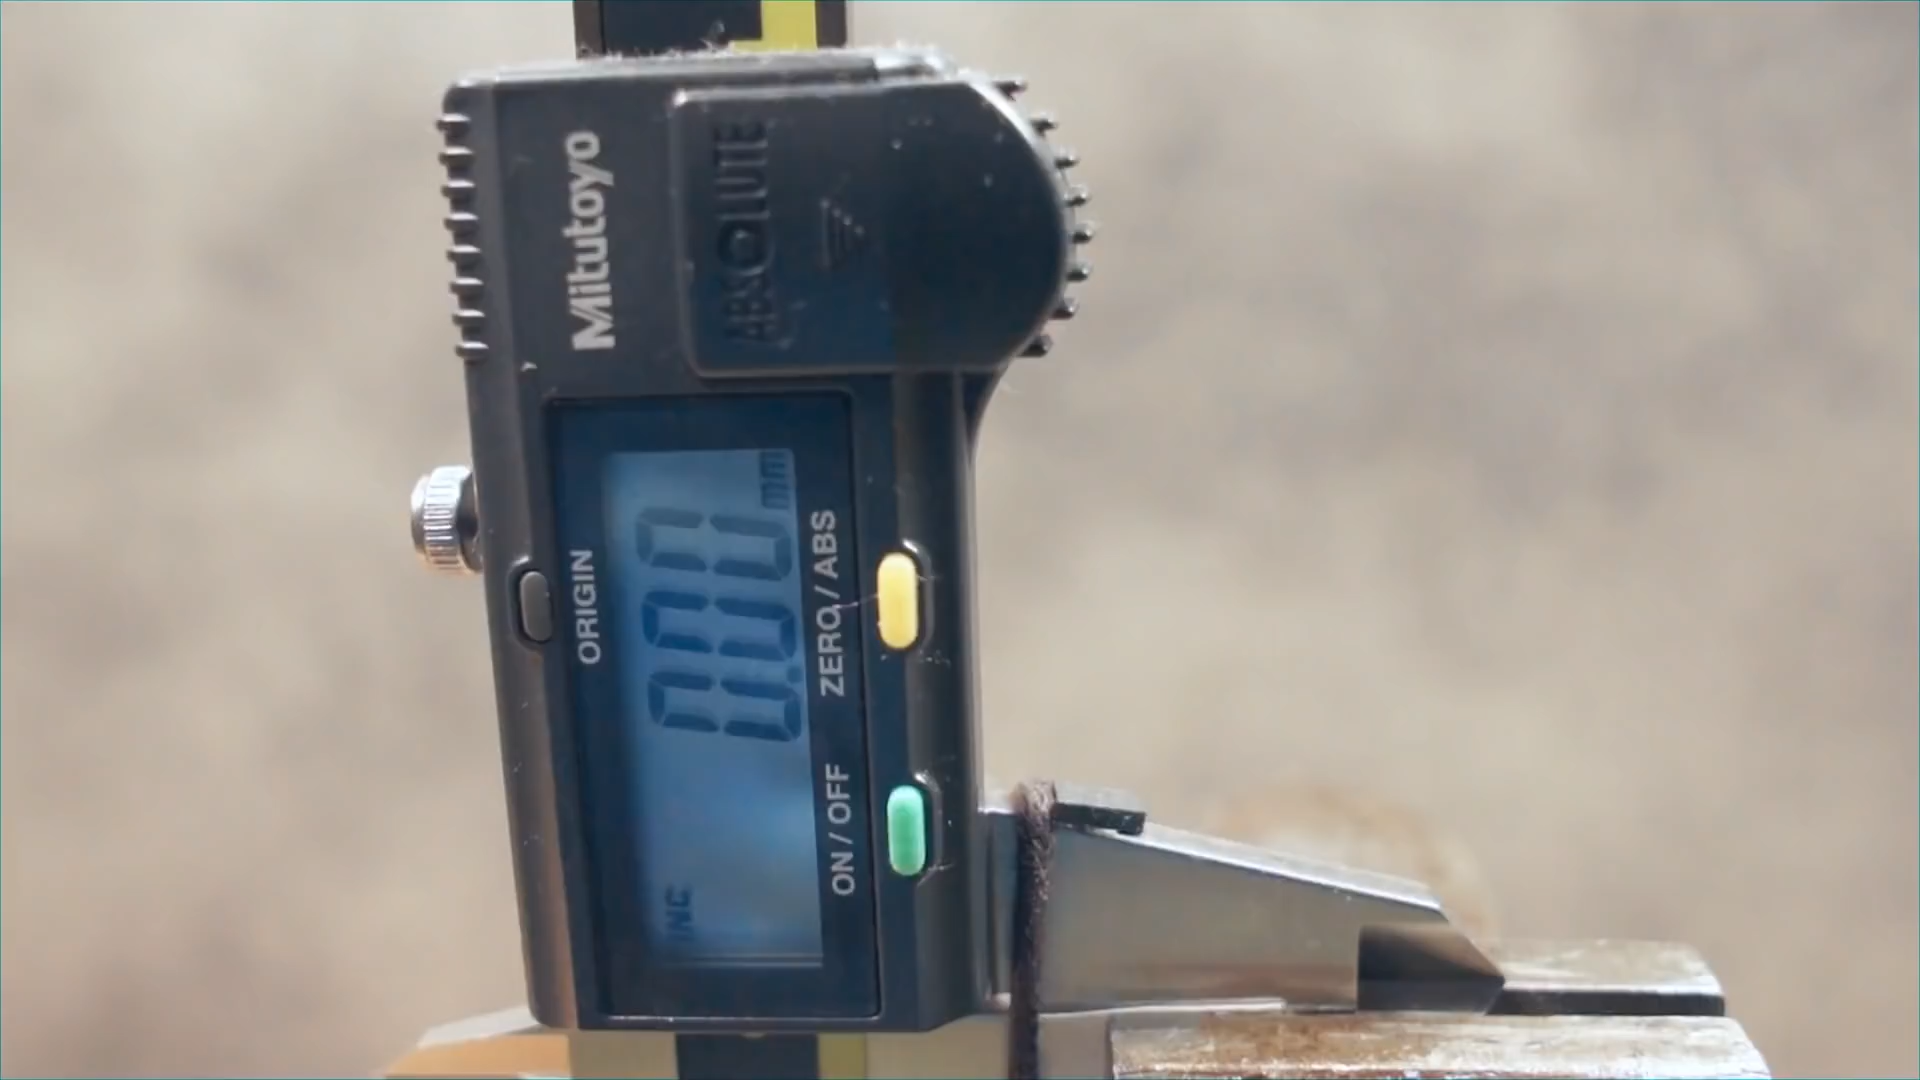 Mitutoyo
ABSOLUTE
ORIGIN
INC
0.00
mm
ON / OFF
ZERO / ABS